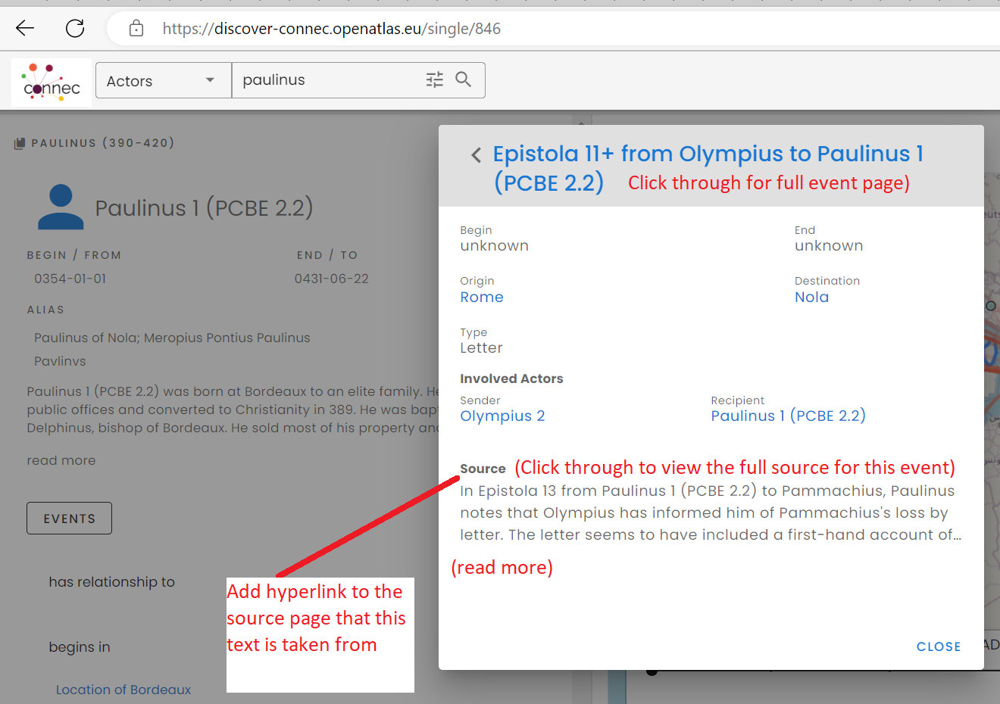 https://discover-connec.openatlas.eu/single/846
connec
Actors
paulinus
PAULINUS (390-420)
Paulinus 1 (PCBE 2.2)
BEGIN / FROM
END / TO
0354-01-01
0431-06-22
ALIAS
Paulinus of Nola; Meropius Pontius Paulinus
Pavlinvs
Paulinus 1 (PCBE 2.2) was born at Bordeaux to an elite family. He
public offices and converted to Christianity in 389. He was bap
Delphinus, bishop of Bordeaux. He sold most of his property an
read more
EVENTS
has relationship to
begins in
Location of Bordeaux
Add hyperlink to the
source page that this
text is taken from
Epistola 11+ from Olympius to Paulinus 1
(PCBE 2.2) Click through for full event page)
Begin
unknown
End
unknown
Origin
Rome
Destination
Nola
Type
Letter
Involved Actors
Sender
Olympius 2
Recipient
Paulinus 1 (PCBE 2.2)
Source (Click through to view the full source for this event)
In Epistola 13 from Paulinus 1 (PCBE 2.2) to Pammachius, Paulinus
notes that Olympius has informed him of Pammachius's loss by
letter. The letter seems to have included a first-hand account of…
(read more)
CLOSE
AD